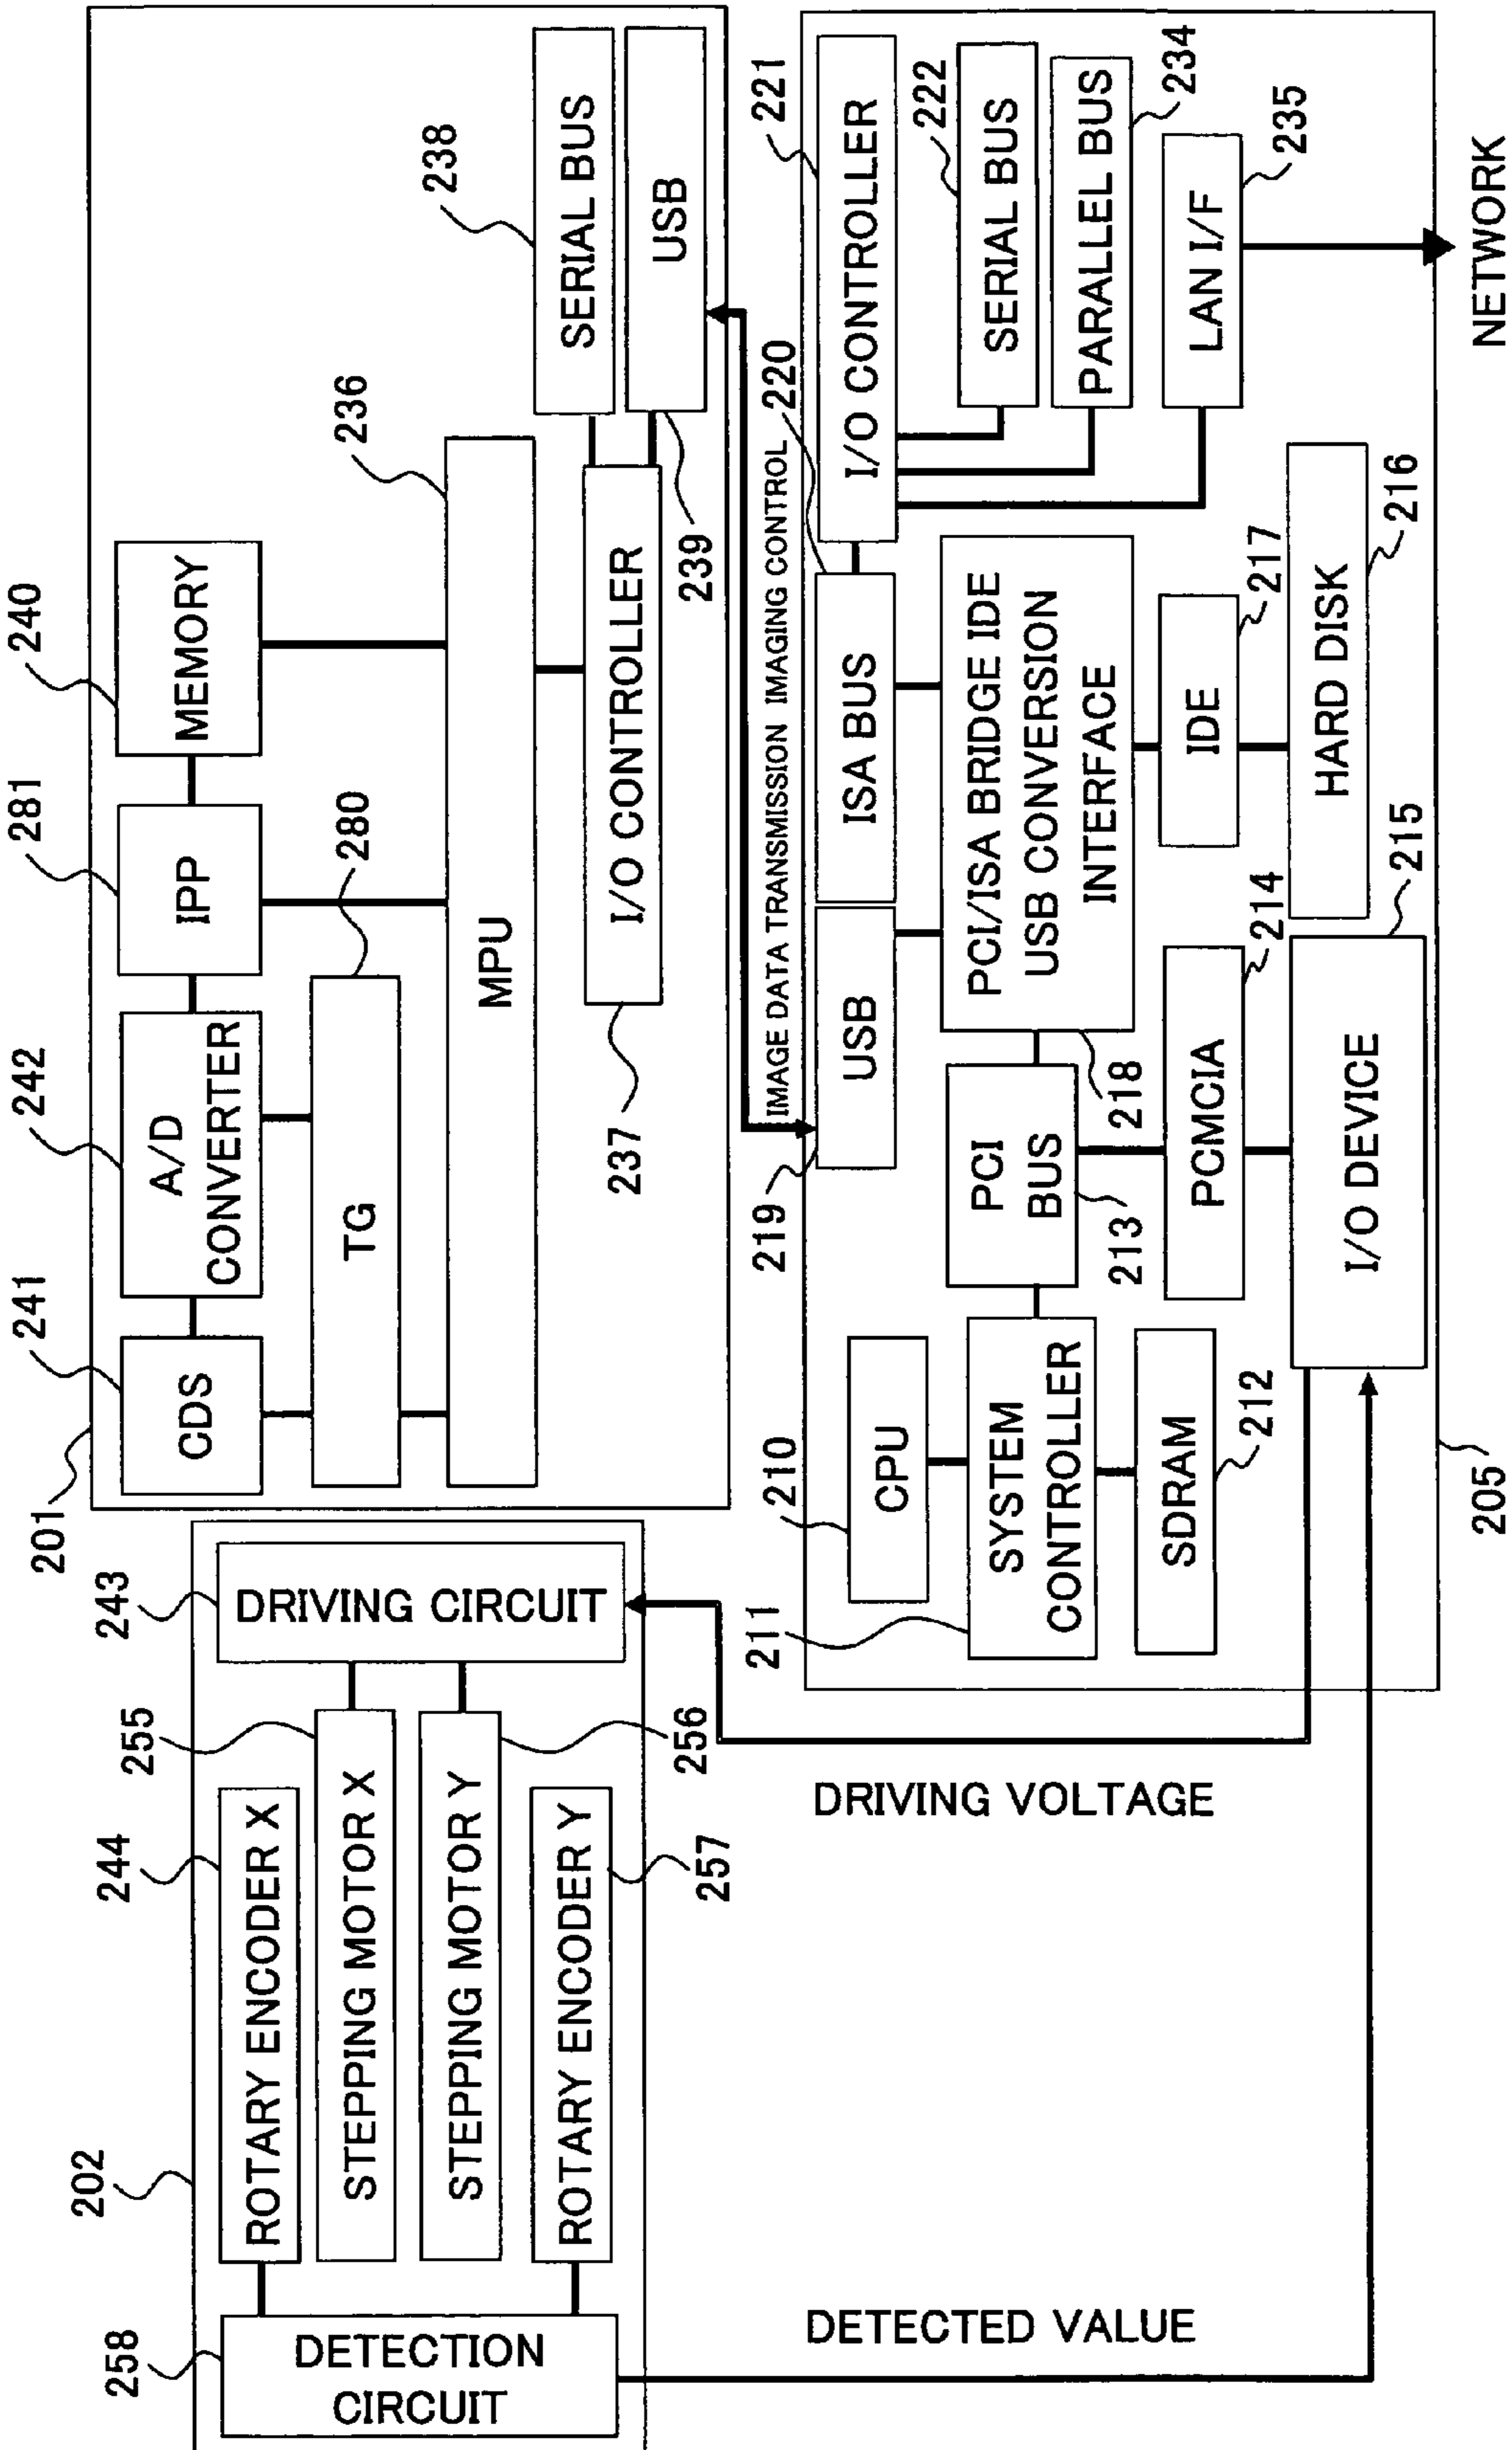 202
258
DETECTION
CIRCUIT
244
ROTARY ENCODER X
255
STEPPING MOTOR X
STEPPING MOTOR Y
256
ROTARY ENCODER Y
257
243
DRIVING CIRCUIT
201
241
CDS
242
A/D
CONVERTER
281
IPP
240
MEMORY
280
TG
236
MPU
237
I/O CONTROLLER
238
SERIAL BUS
USB
239
IMAGE DATA TRANSMISSION IMAGING CONTROL
DRIVING VOLTAGE
DETECTED VALUE
210
CPU
211
SYSTEM
CONTROLLER
SDRAM
212
PCI
BUS
213
219
USB
220
ISA BUS
PCI/ISA BRIDGE IDE
USB CONVERSION
INTERFACE
218
PCMCIA
214
I/O DEVICE
215
IDE
217
HARD DISK
216
221
I/O CONTROLLER
222
SERIAL BUS
PARALLEL BUS
234
LAN I/F
235
205
NETWORK